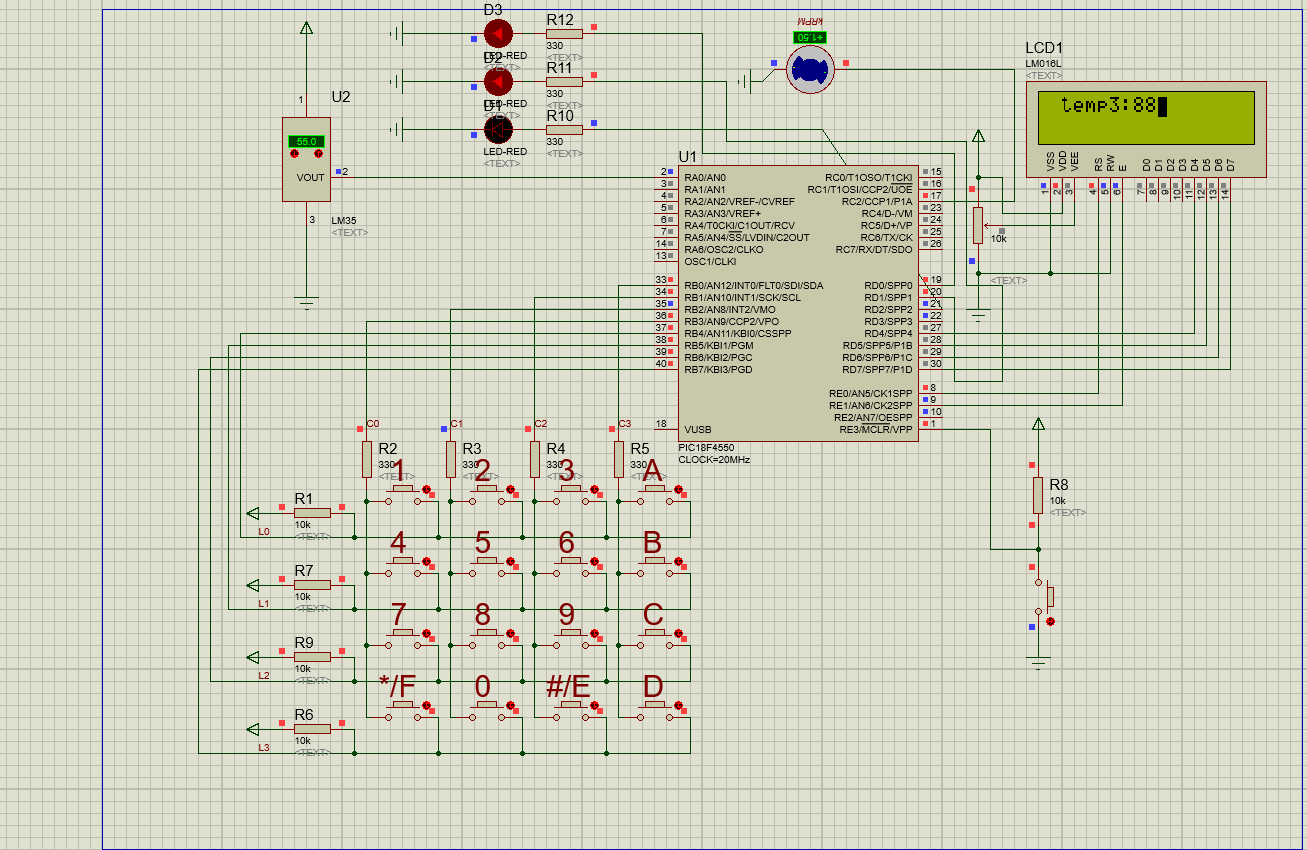 D3
R12
330
<TEXT>
LED-RED
<TEXT>
D2
R11
330
<TEXT>
LED-RED
<TEXT>
D1
R10
330
<TEXT>
LED-RED
<TEXT>
kRPM
+1.50
LCD1
LM016L
<TEXT>
temp3:88
VSS
VDD
VEE
RS
RW
E
D0
D1
D2
D3
D4
D5
D6
D7
1
2
3
4
5
6
7
8
9
10
11
12
13
14
10k
<TEXT>
U2
1
55.0
VOUT
2
3
LM35
<TEXT>
U1
2 RA0/AN0
3 RA1/AN1
4 RA2/AN2/VREF-/CVREF
5 RA3/AN3/VREF+
6 RA4/T0CKI/C1OUT/RCV
7 RA5/AN4/SS/LVDIN/C2OUT
14 RA6/OSC2/CLKO
13 OSC1/CLKI
33 RB0/AN12/INT0/FLT0/SDI/SDA
34 RB1/AN10/INT1/SCK/SCL
35 RB2/AN8/INT2/VMO
36 RB3/AN9/CCP2/VPO
37 RB4/AN11/KBI0/CSSPP
38 RB5/KBI1/PGM
39 RB6/KBI2/PGC
40 RB7/KBI3/PGD
18 VUSB
RC0/T1OSO/T1CKI 15
RC1/T1OSI/CCP2/UOE 16
RC2/CCP1/P1A 17
RC4/D-/VM 23
RC5/D+/VP 24
RC6/TX/CK 25
RC7/RX/DT/SDO 26
RD0/SPP0 19
RD1/SPP1 20
RD2/SPP2 21
RD3/SPP3 22
RD4/SPP4 27
RD5/SPP5/P1B 28
RD6/SPP6/P1C 29
RD7/SPP7/P1D 30
RE0/AN5/CK1SPP 8
RE1/AN6/CK2SPP 9
RE2/AN7/OESPP 10
RE3/MCLR/VPP 1
PIC18F4550
CLOCK=20MHz
C0
C1
C2
C3
R2
330
<TEXT>
R3
330
<TEXT>
R4
330
<TEXT>
R5
330
<TEXT>
1
2
3
A
R1
10k
<TEXT>
L0
4
5
6
B
R7
10k
<TEXT>
L1
7
8
9
C
R9
10k
<TEXT>
L2
*/F
0
#/E
D
R6
10k
<TEXT>
L3
R8
10k
<TEXT>